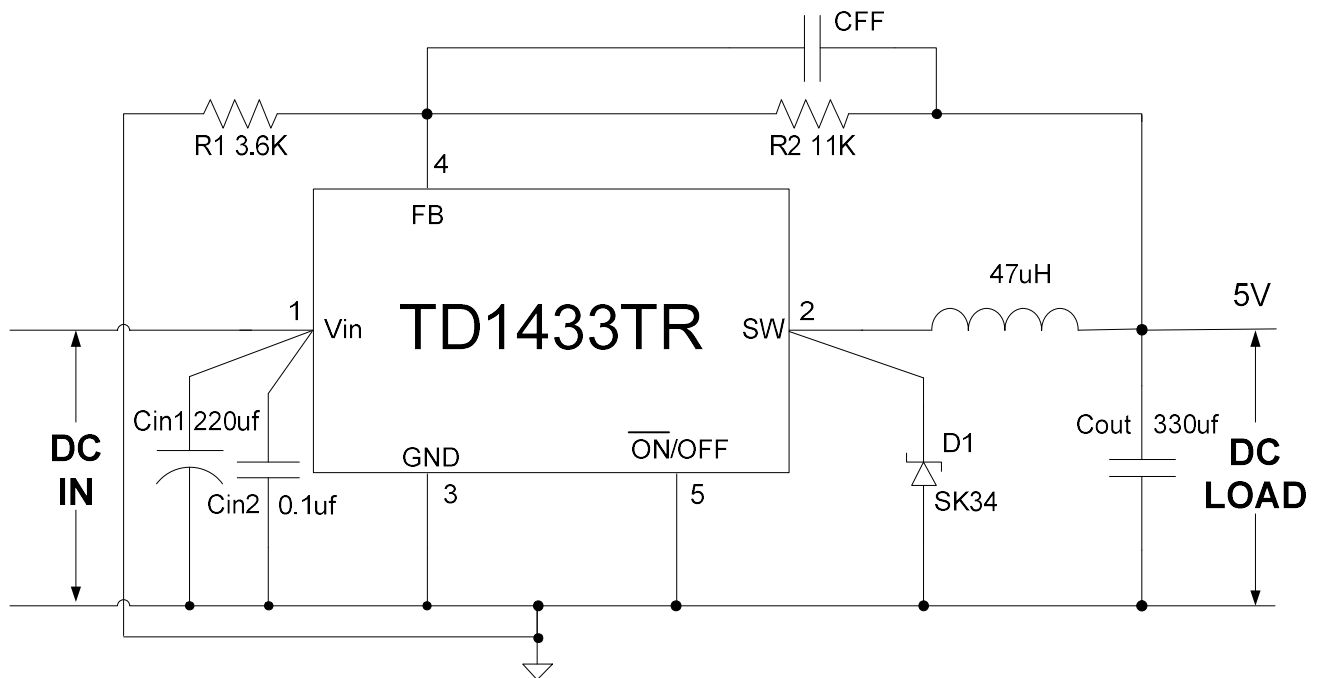 CFF
R1 3.6K
R2 11K
4
FB
47uH
5V
1
Vin
TD1433TR
SW
2
Cin1 220uf
DC
IN
Cin2 0.1uf
GND
3
ON/OFF
5
D1
SK34
Cout 330uf
DC
LOAD